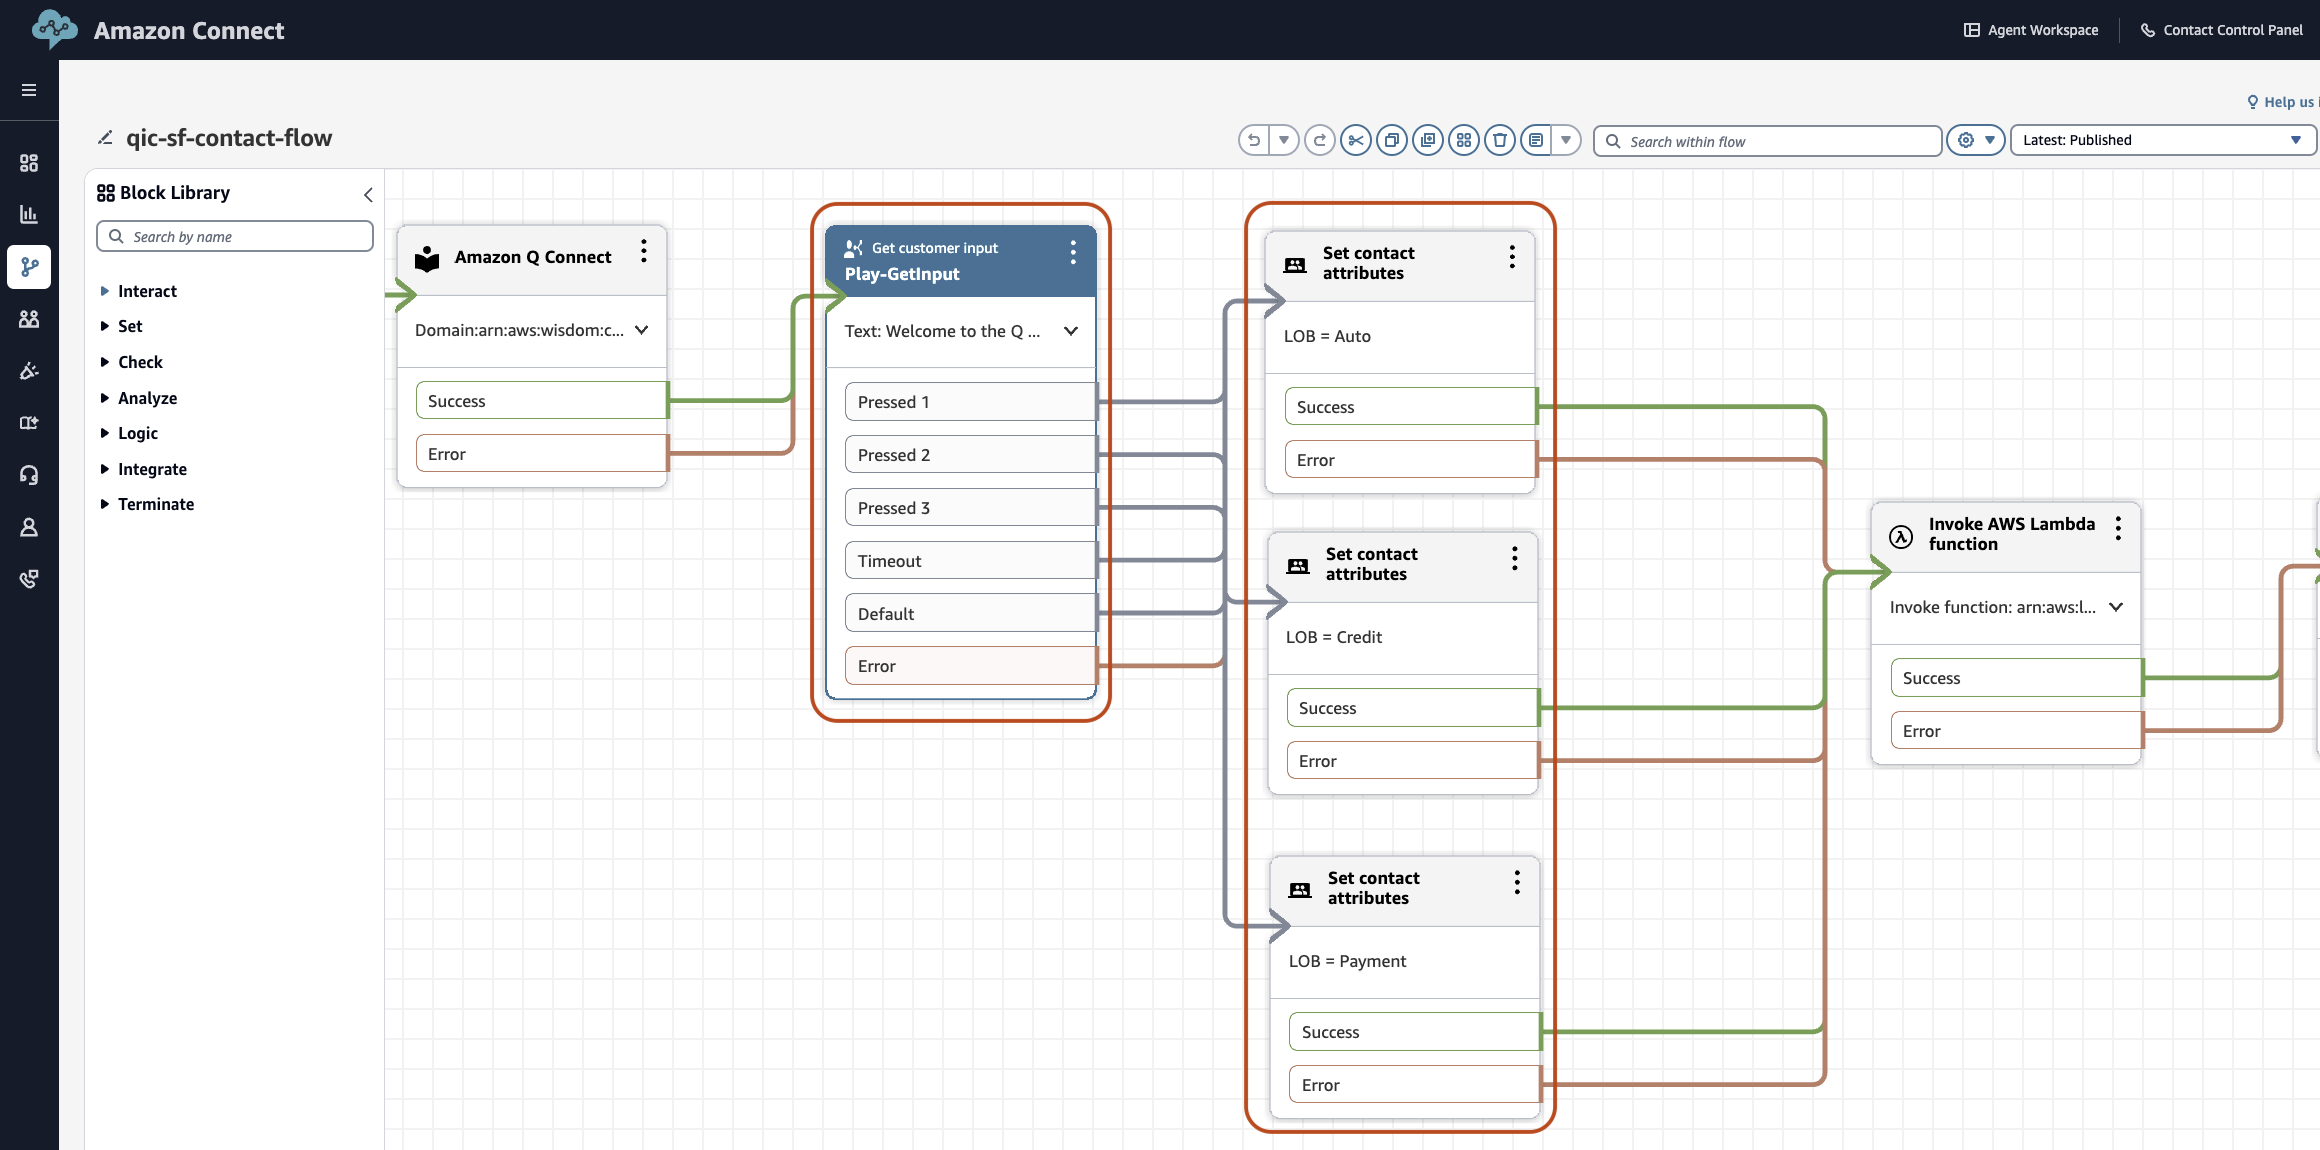 Amazon Connect
Agent Workspace
Contact Control Panel
Help us
qic-sf-contact-flow
Search within flow
Latest: Published
Block Library
Search by name
Interact
Set
Check
Analyze
Logic
Integrate
Terminate
Amazon Q Connect
Domain:arn:aws:wisdom:c...
Success
Error
Get customer input
Play-GetInput
Text: Welcome to the Q ...
Pressed 1
Pressed 2
Pressed 3
Timeout
Default
Error
Set contact
attributes
LOB = Auto
Success
Error
Set contact
attributes
LOB = Credit
Success
Error
Set contact
attributes
LOB = Payment
Success
Error
Invoke AWS Lambda
function
Invoke function: arn:aws:l...
Success
Error